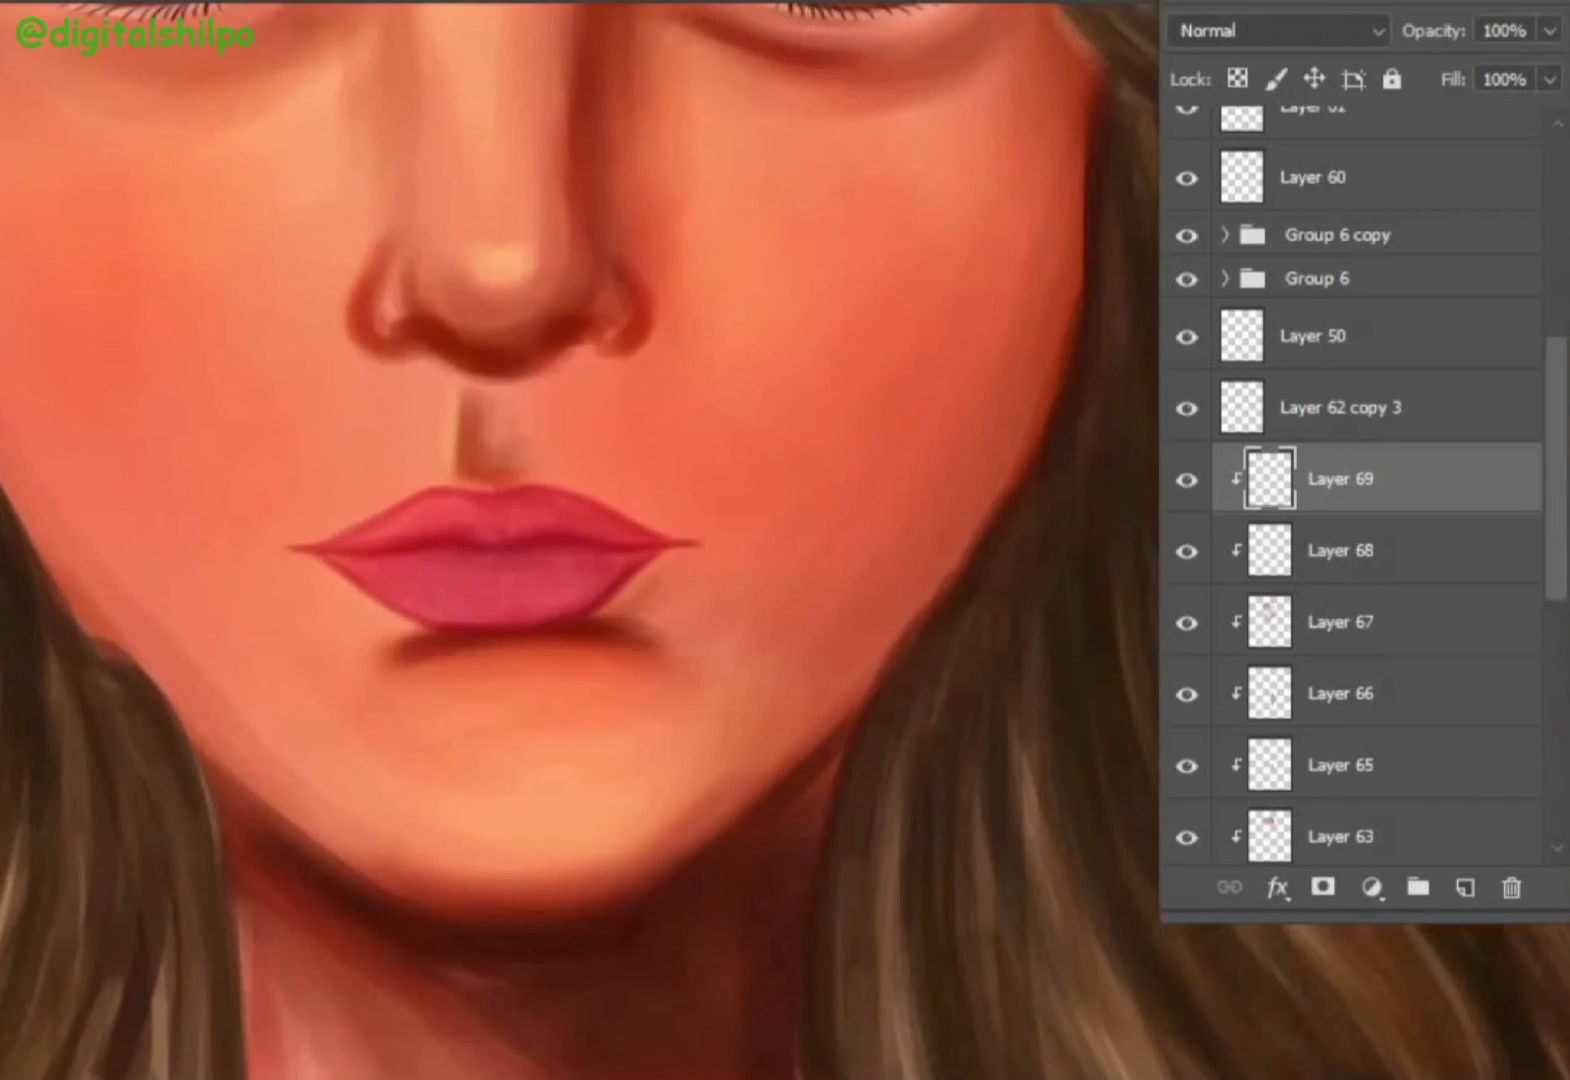 @digitalshilpo
Normal
Opacity: 100%
Lock:
Fill: 100%
Layer 60
Group 6 copy
Group 6
Layer 50
Layer 62 copy 3
Layer 69
Layer 68
Layer 67
Layer 66
Layer 65
Layer 63
fx